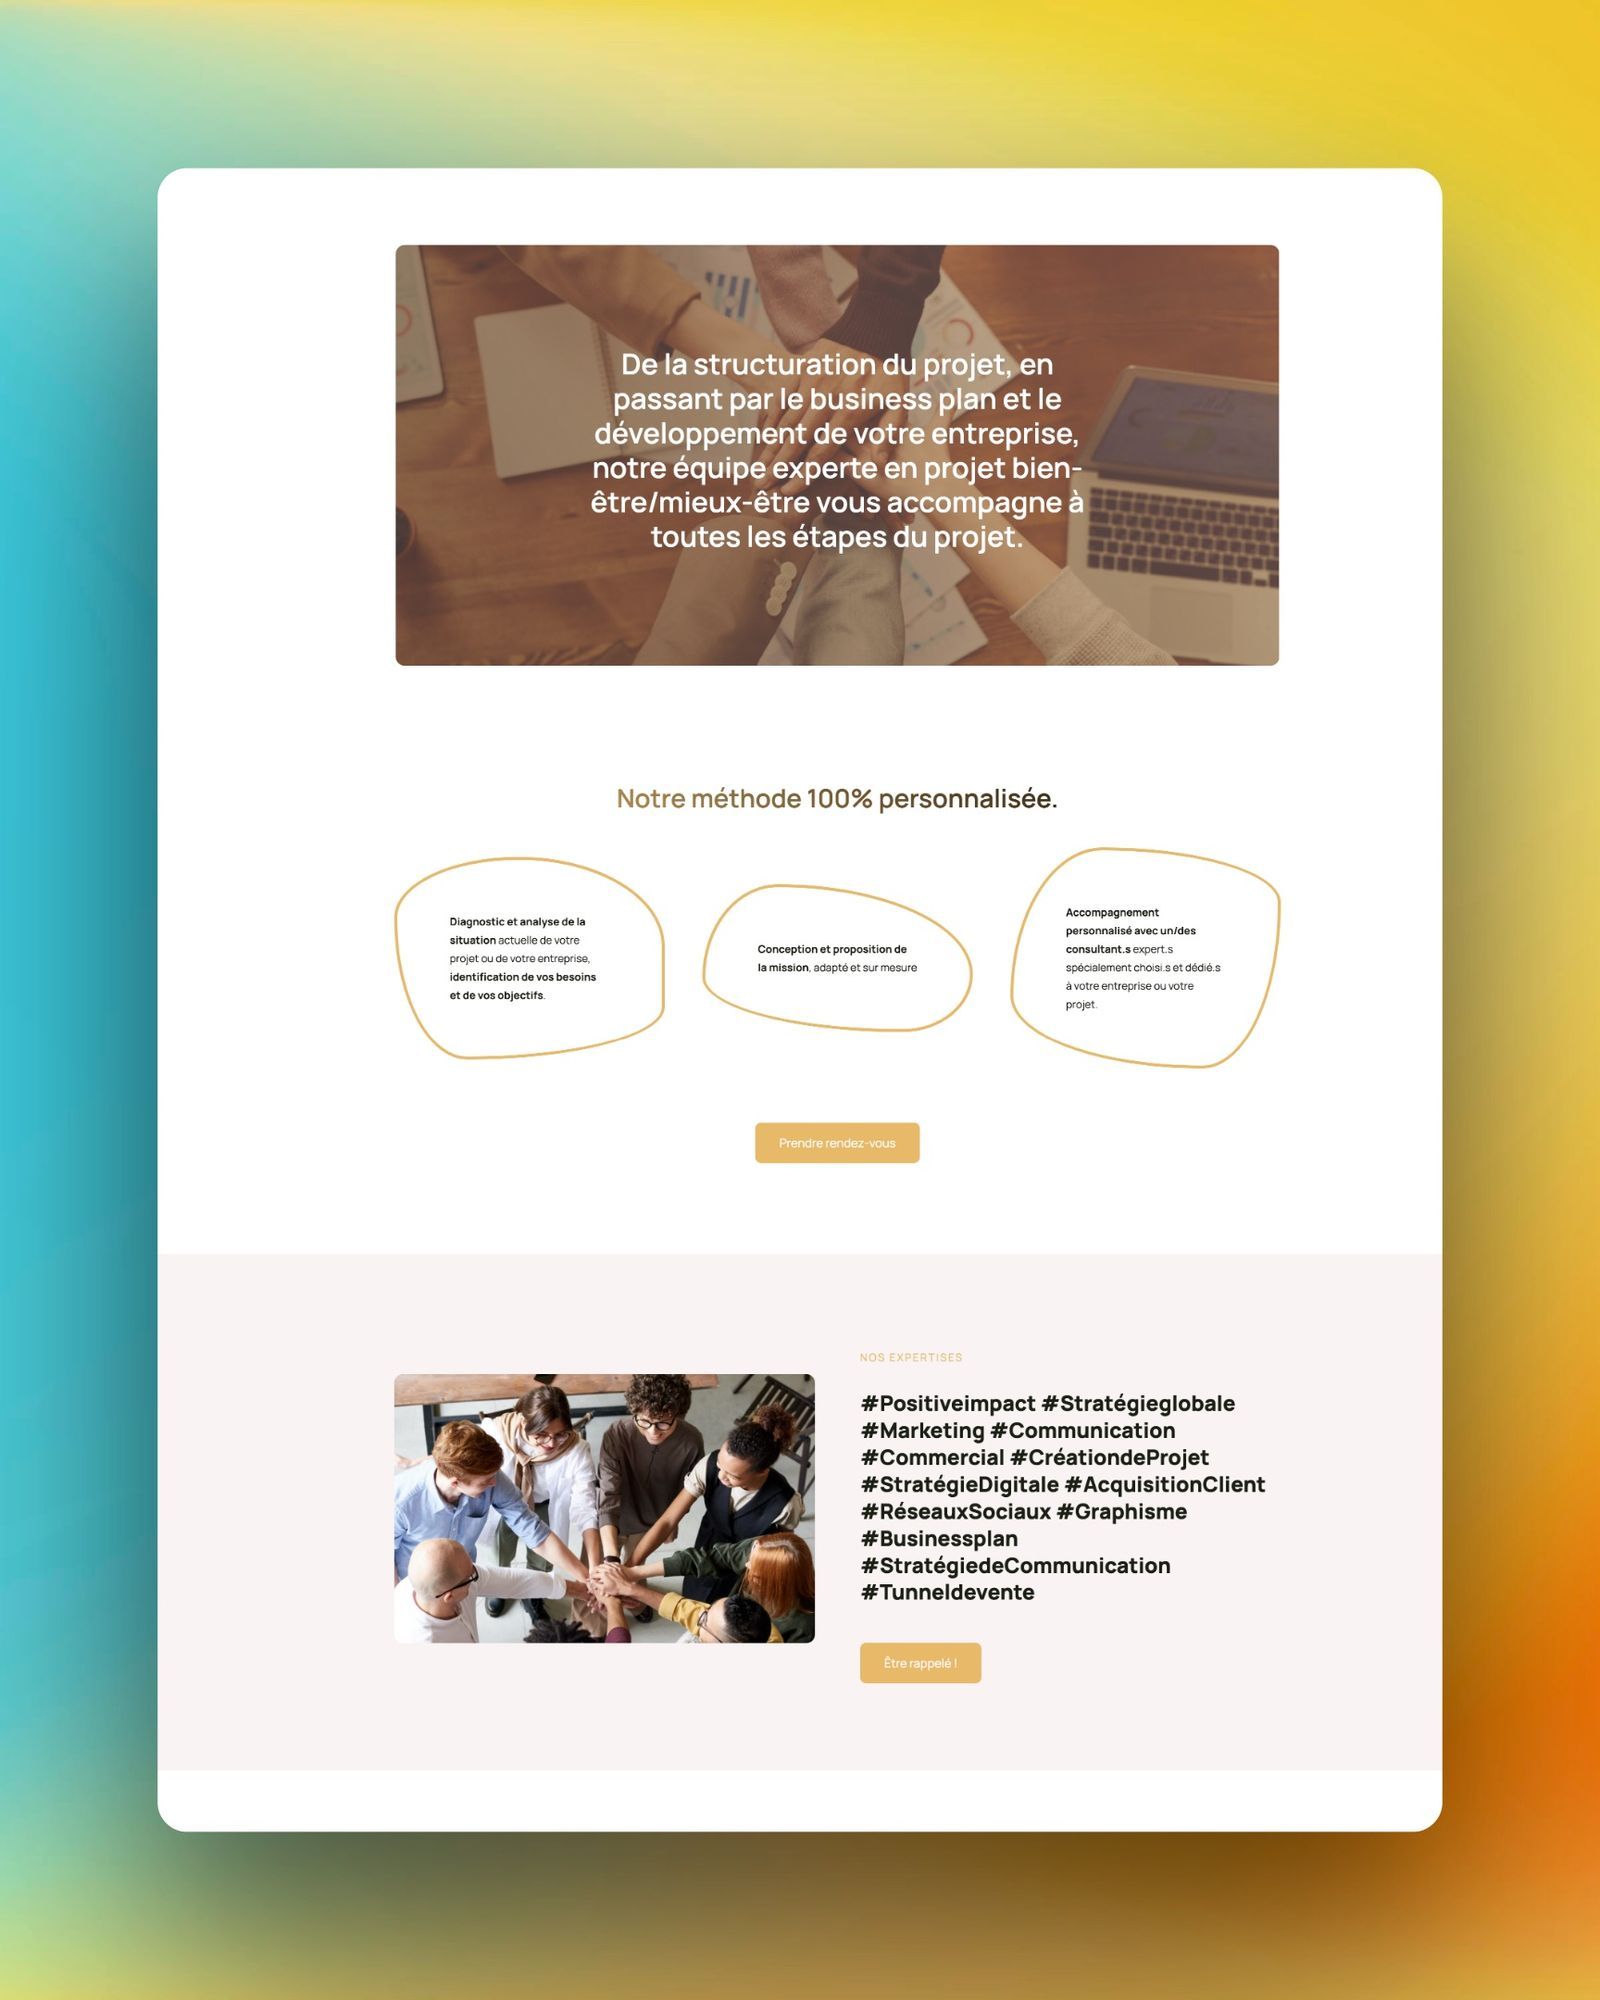 De la structuration du projet, en
passant par le business plan et le
développement de votre entreprise,
notre équipe experte en projet bien-
être/mieux-être vous accompagne à
toutes les étapes du projet.
Notre méthode 100% personnalisée.
Diagnostic et analyse de la
situation actuelle de votre
projet ou de votre entreprise,
identification de vos besoins
et de vos objectifs.
Conception et proposition de
la mission, adapté et sur mesure
Accompagnement
personnalisé avec un/des
consultant.s expert.s
spécialement choisi.s et dédié.s
à votre entreprise ou votre
projet.
Prendre rendez-vous
NOS EXPERTISES
#Positiveimpact #Stratégieglobale
#Marketing #Communication
#Commercial #CréationdeProjet
#StratégieDigitale #AcquisitionClient
#RéseauxSociaux #Graphisme
#Businessplan
#StratégiedeCommunication
#Tunneldevente
Être rappelé !